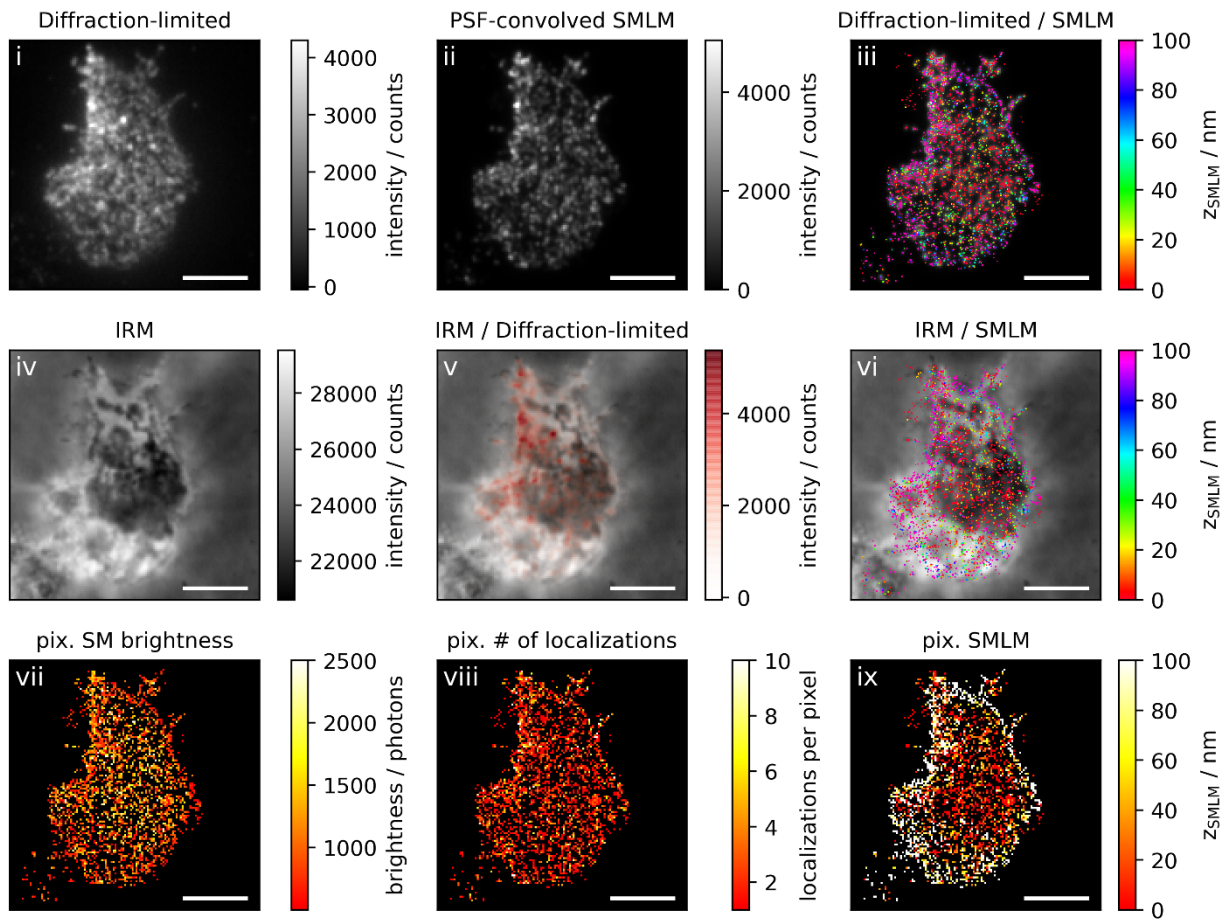 Diffraction-limited
PSF-convolved SMLM
Diffraction-limited / SMLM
i
4000
3000
2000
1000
0
intensity / counts
ii
4000
2000
0
intensity / counts
iii
100
80
60
40
20
0
zSMLM / nm
IRM
IRM / Diffraction-limited
IRM / SMLM
iv
28000
26000
24000
22000
intensity / counts
v
4000
2000
0
intensity / counts
vi
100
80
60
40
20
0
zSMLM / nm
pix. SM brightness
pix. # of localizations
pix. SMLM
vii
2500
2000
1500
1000
brightness / photons
viii
10
8
6
4
2
localizations per pixel
ix
100
80
60
40
20
0
zSMLM / nm